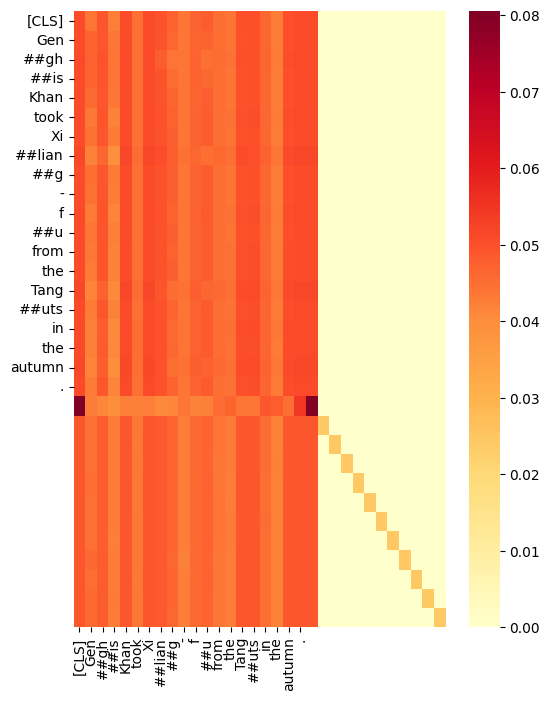 [CLS]
Gen
##gh
##is
Khan
took
Xi
##lian
##g
-
f
##u
from
the
Tang
##uts
in
the
autumn
.
0.08
0.07
0.06
0.05
0.04
0.03
0.02
0.01
0.00
[CLS]
Gen
##gh
##is
Khan
took
Xi
##lian
##g
-
f
##u
from
the
Tang
##uts
in
the
autumn
.